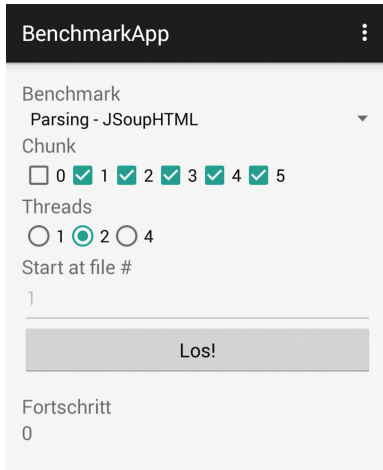 BenchmarkApp
Benchmark
Parsing - JSoupHTML
Chunk
0 1 2 3 4 5
Threads
1 2 4
Start at file #
1
Los!
Fortschritt
0